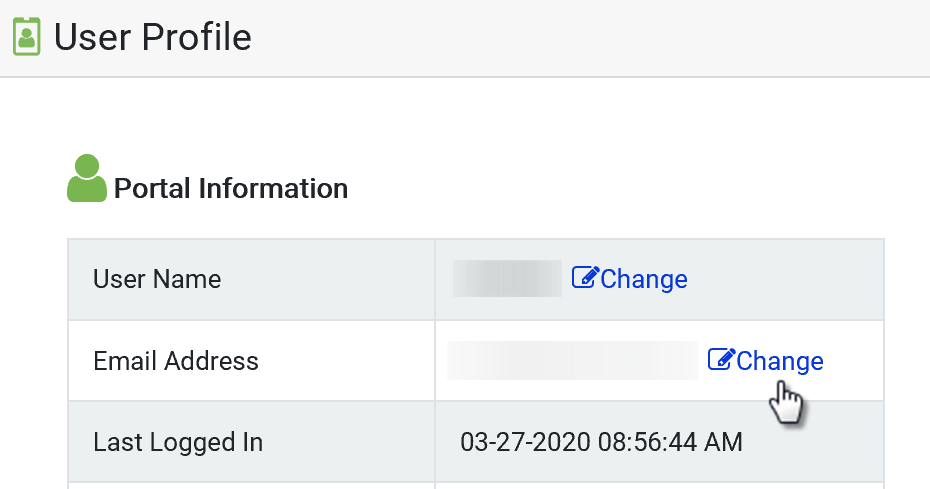 User Profile
Portal Information
User Name Change
Email Address Change
Last Logged In 03-27-2020 08:56:44 AM